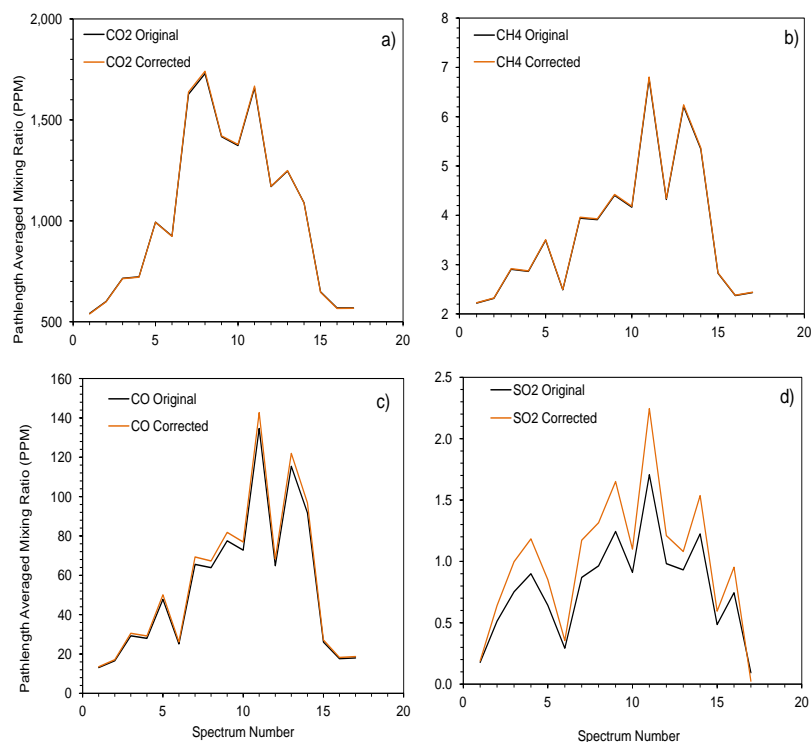 2,000
1,500
1,000
500
0 5 10 15 20
CO2 Original
CO2 Corrected
a)
Pathlength Averaged Mixing Ratio (PPM)
8
7
6
5
4
3
2
0 5 10 15 20
CH4 Original
CH4 Corrected
b)
160
140
120
100
80
60
40
20
0
0 5 10 15 20
CO Original
CO Corrected
c)
Pathlength Averaged Mixing Ratio (PPM)
Spectrum Number
2.5
2.0
1.5
1.0
0.5
0.0
0 5 10 15 20
SO2 Original
SO2 Corrected
d)
Spectrum Number